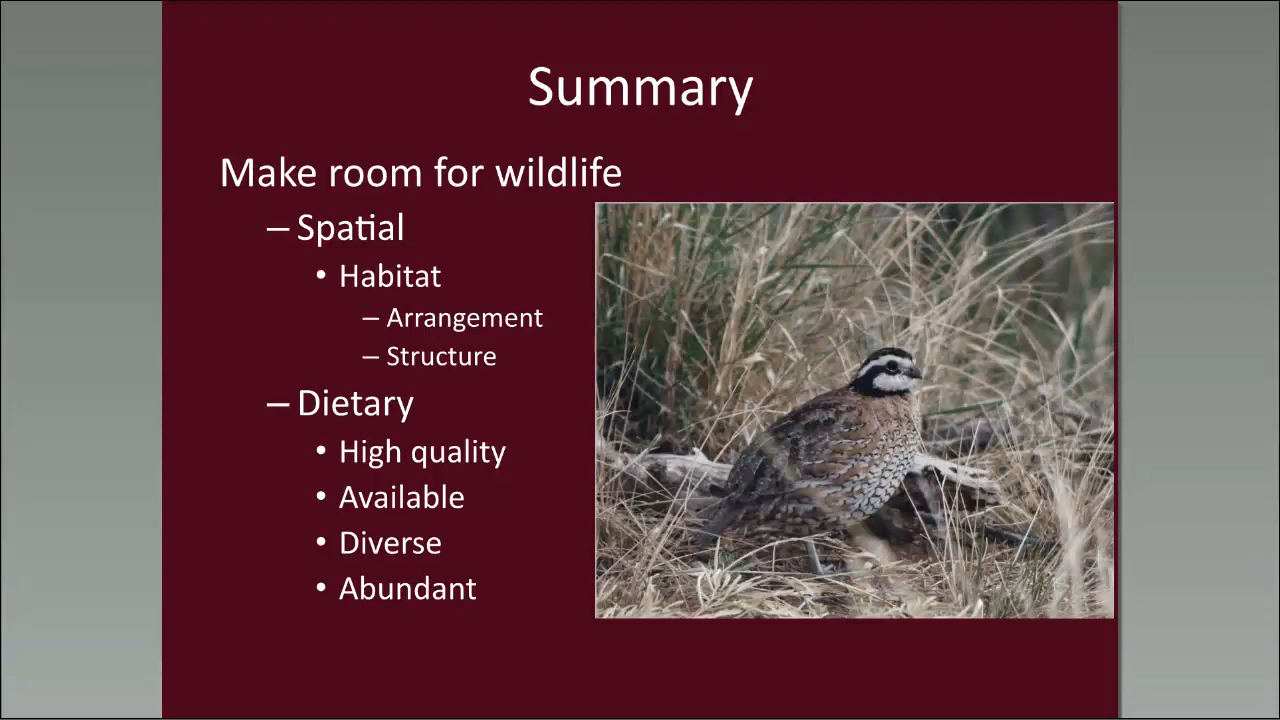 Summary
Make room for wildlife
– Spatial
• Habitat
– Arrangement
– Structure
– Dietary
• High quality
• Available
• Diverse
• Abundant